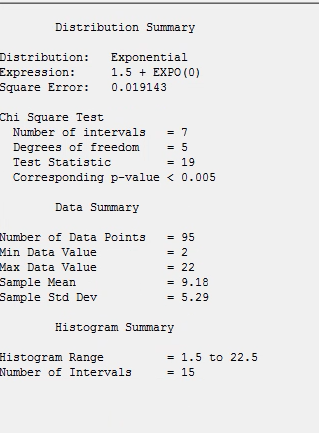 Distribution Summary
Distribution: Exponential
Expression: 1.5 + EXPO(0)
Square Error: 0.019143
Chi Square Test
Number of intervals = 7
Degrees of freedom = 5
Test Statistic = 19
Corresponding p-value < 0.005
Data Summary
Number of Data Points = 95
Min Data Value = 2
Max Data Value = 22
Sample Mean = 9.18
Sample Std Dev = 5.29
Histogram Summary
Histogram Range = 1.5 to 22.5
Number of Intervals = 15